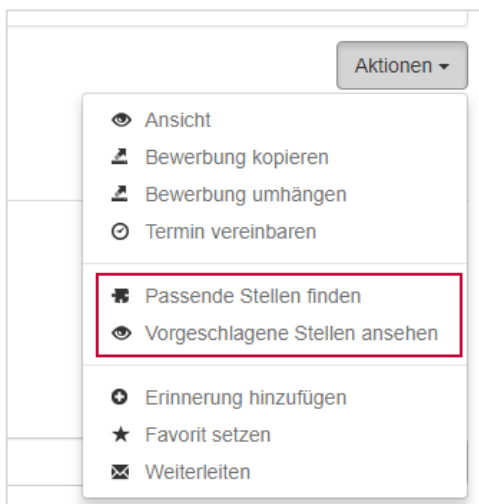 Aktionen
Ansicht
Bewerbung kopieren
Bewerbung umhängen
Termin vereinbaren
Passende Stellen finden
Vorgeschlagene Stellen ansehen
Erinnerung hinzufügen
Favorit setzen
Weiterleiten